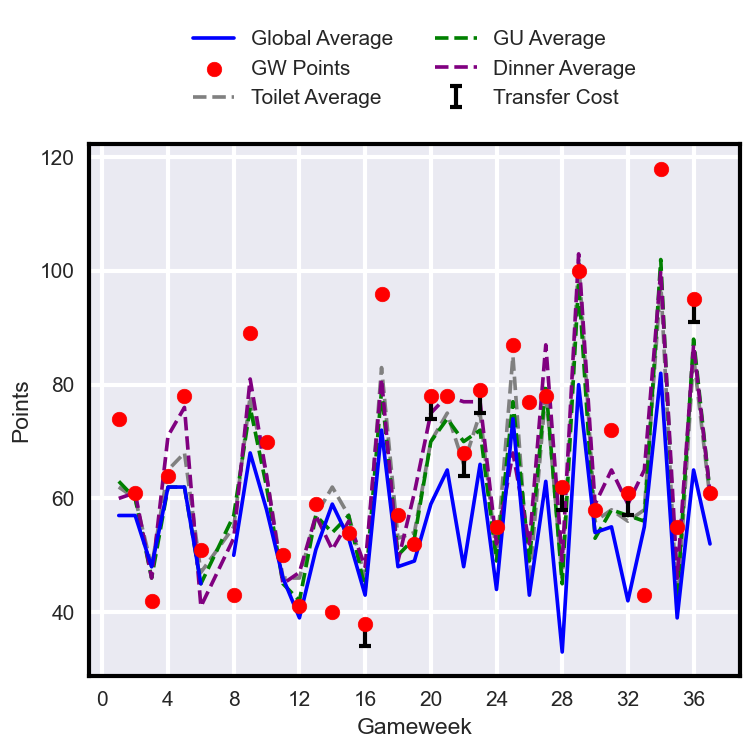 Global Average
GU Average
GW Points
Dinner Average
Toilet Average
Transfer Cost
120
100
80
60
40
Points
0 4 8 12 16 20 24 28 32 36
Gameweek